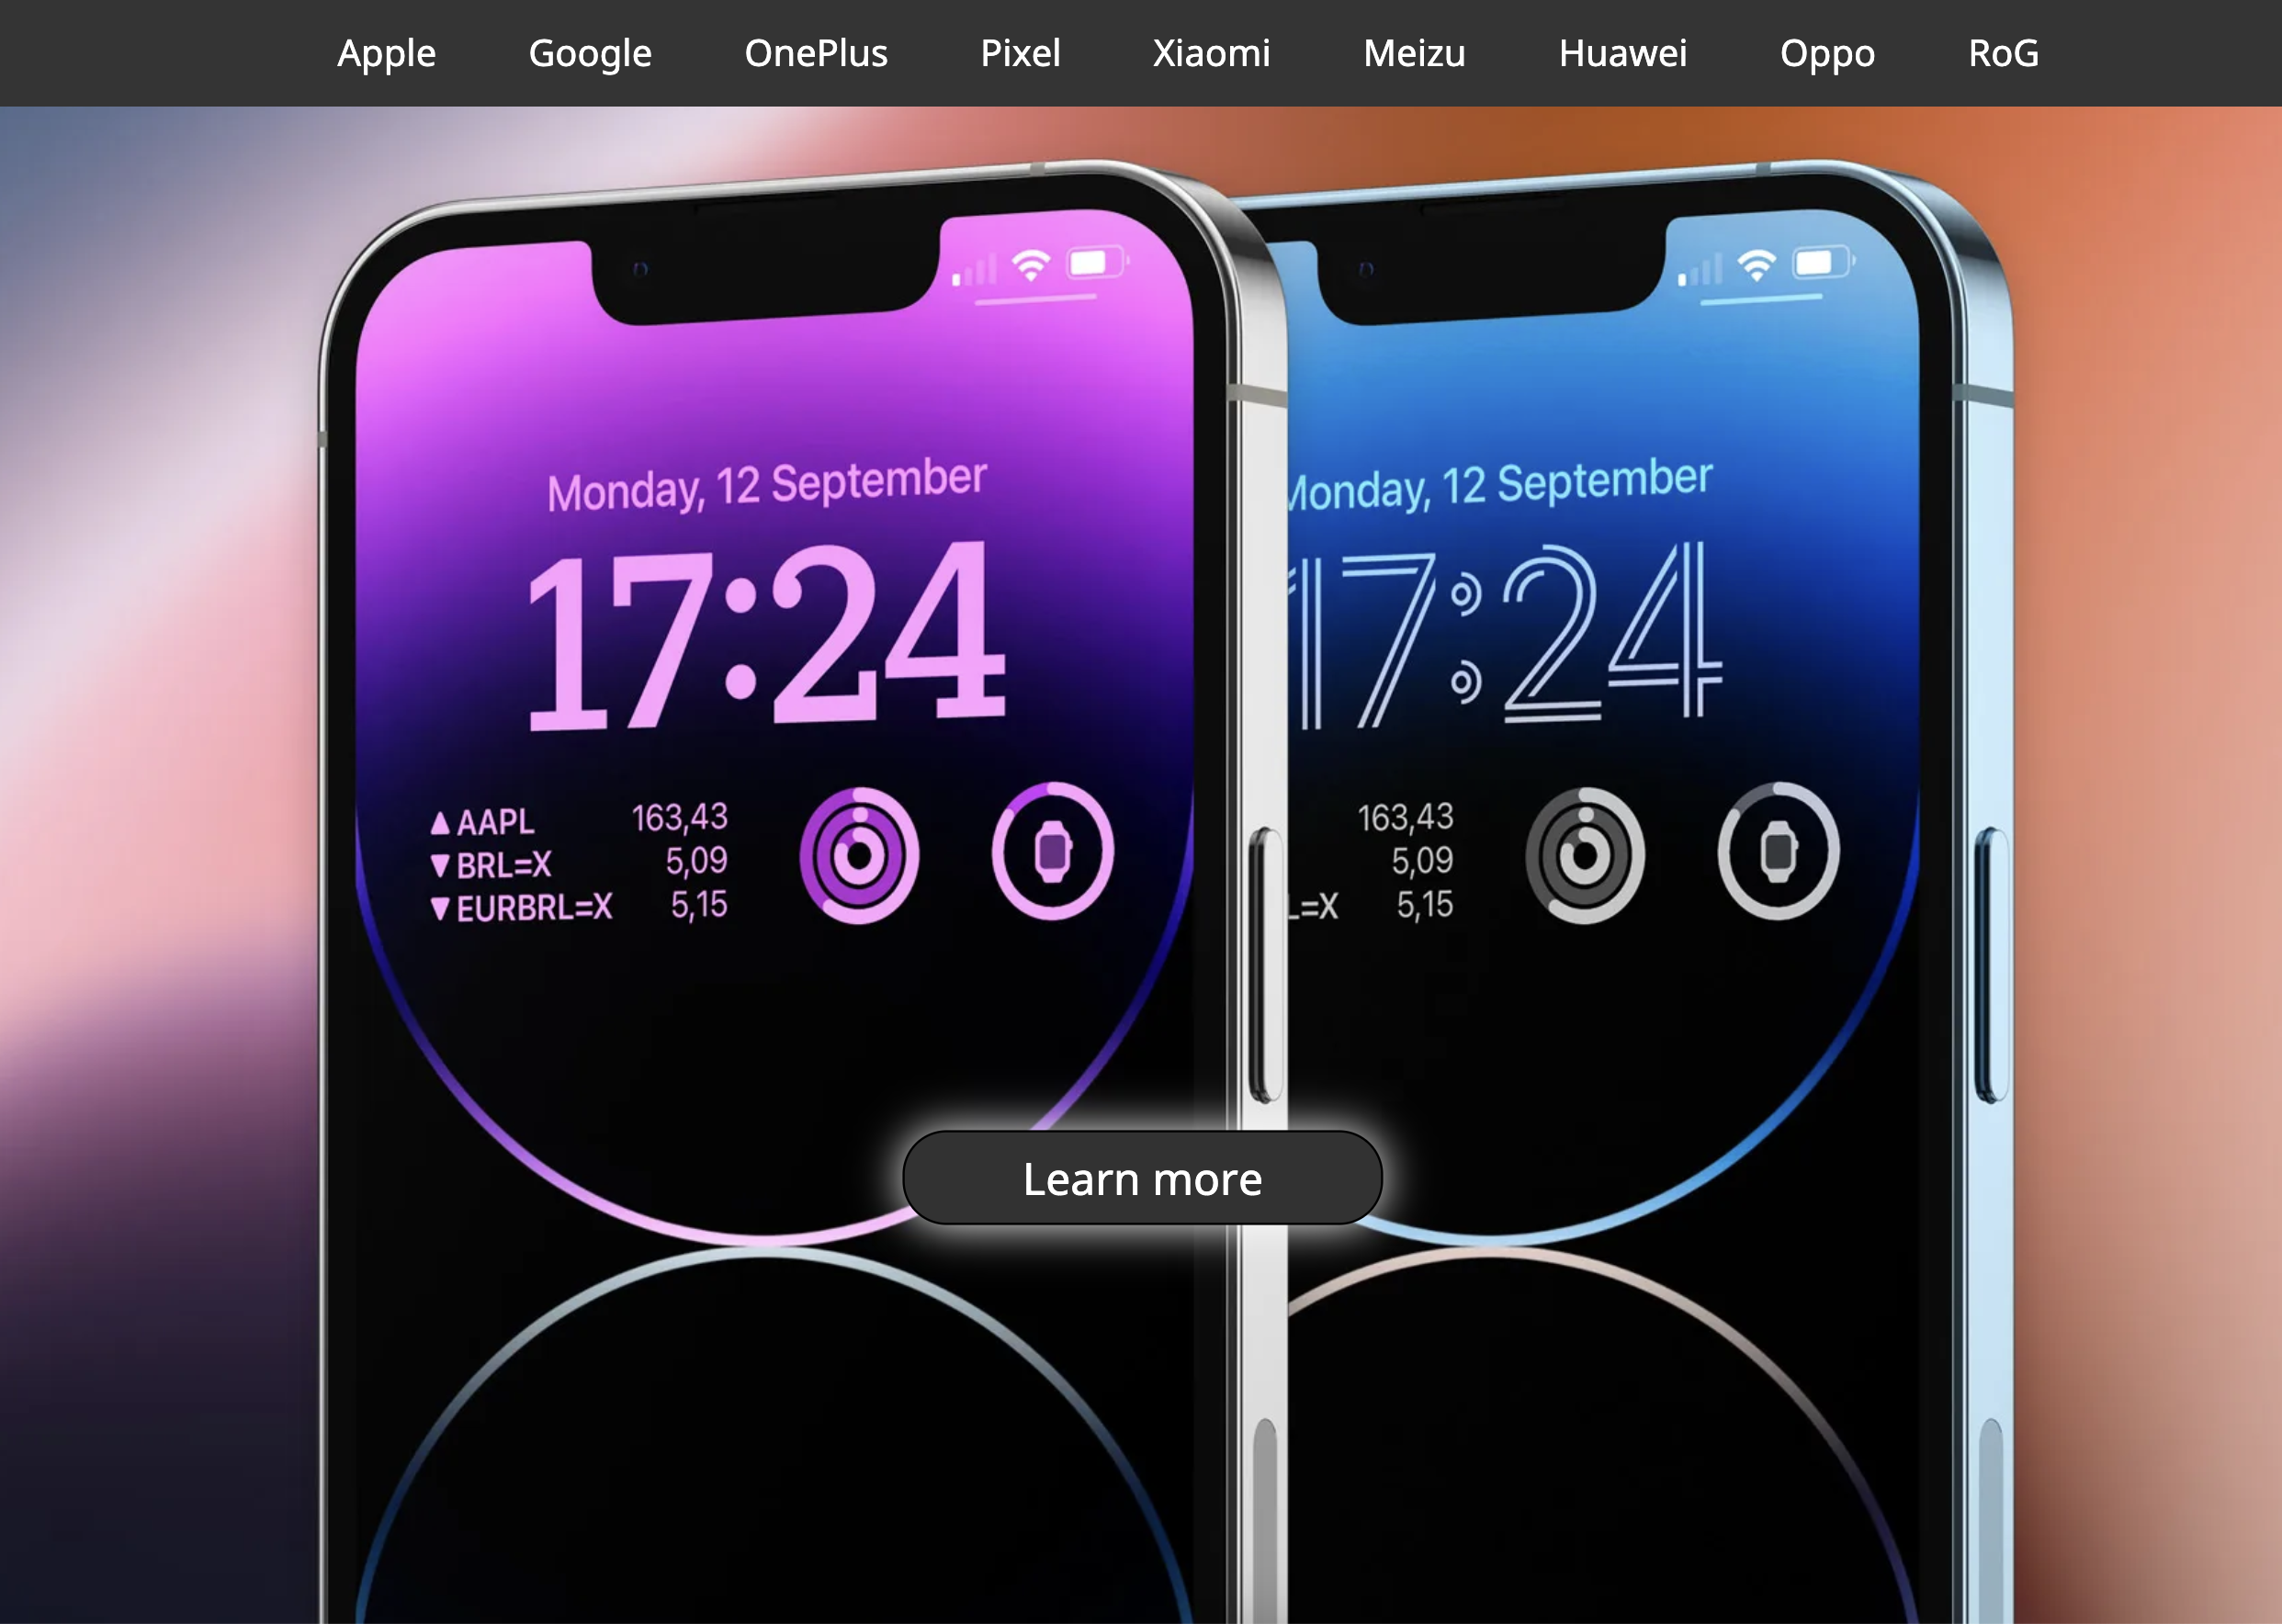 Apple Google OnePlus Pixel Xiaomi Meizu Huawei Oppo RoG
Monday, 12 September
17:24
▲ AAPL 163,43
▼ BRL=X 5,09
▼ EURBRL=X 5,15
Monday, 12 September
17:24
163,43
5,09
L=X 5,15
Learn more